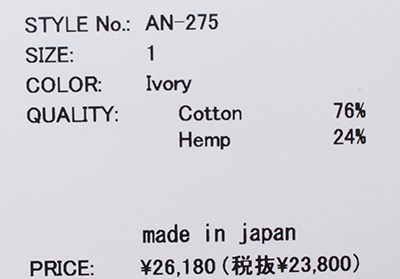 STYLE No.: AN-275
SIZE: 1
COLOR: Ivory
QUALITY: Cotton 76%
Hemp 24%
made in japan
PRICE: ¥26,180(税抜¥23,800)